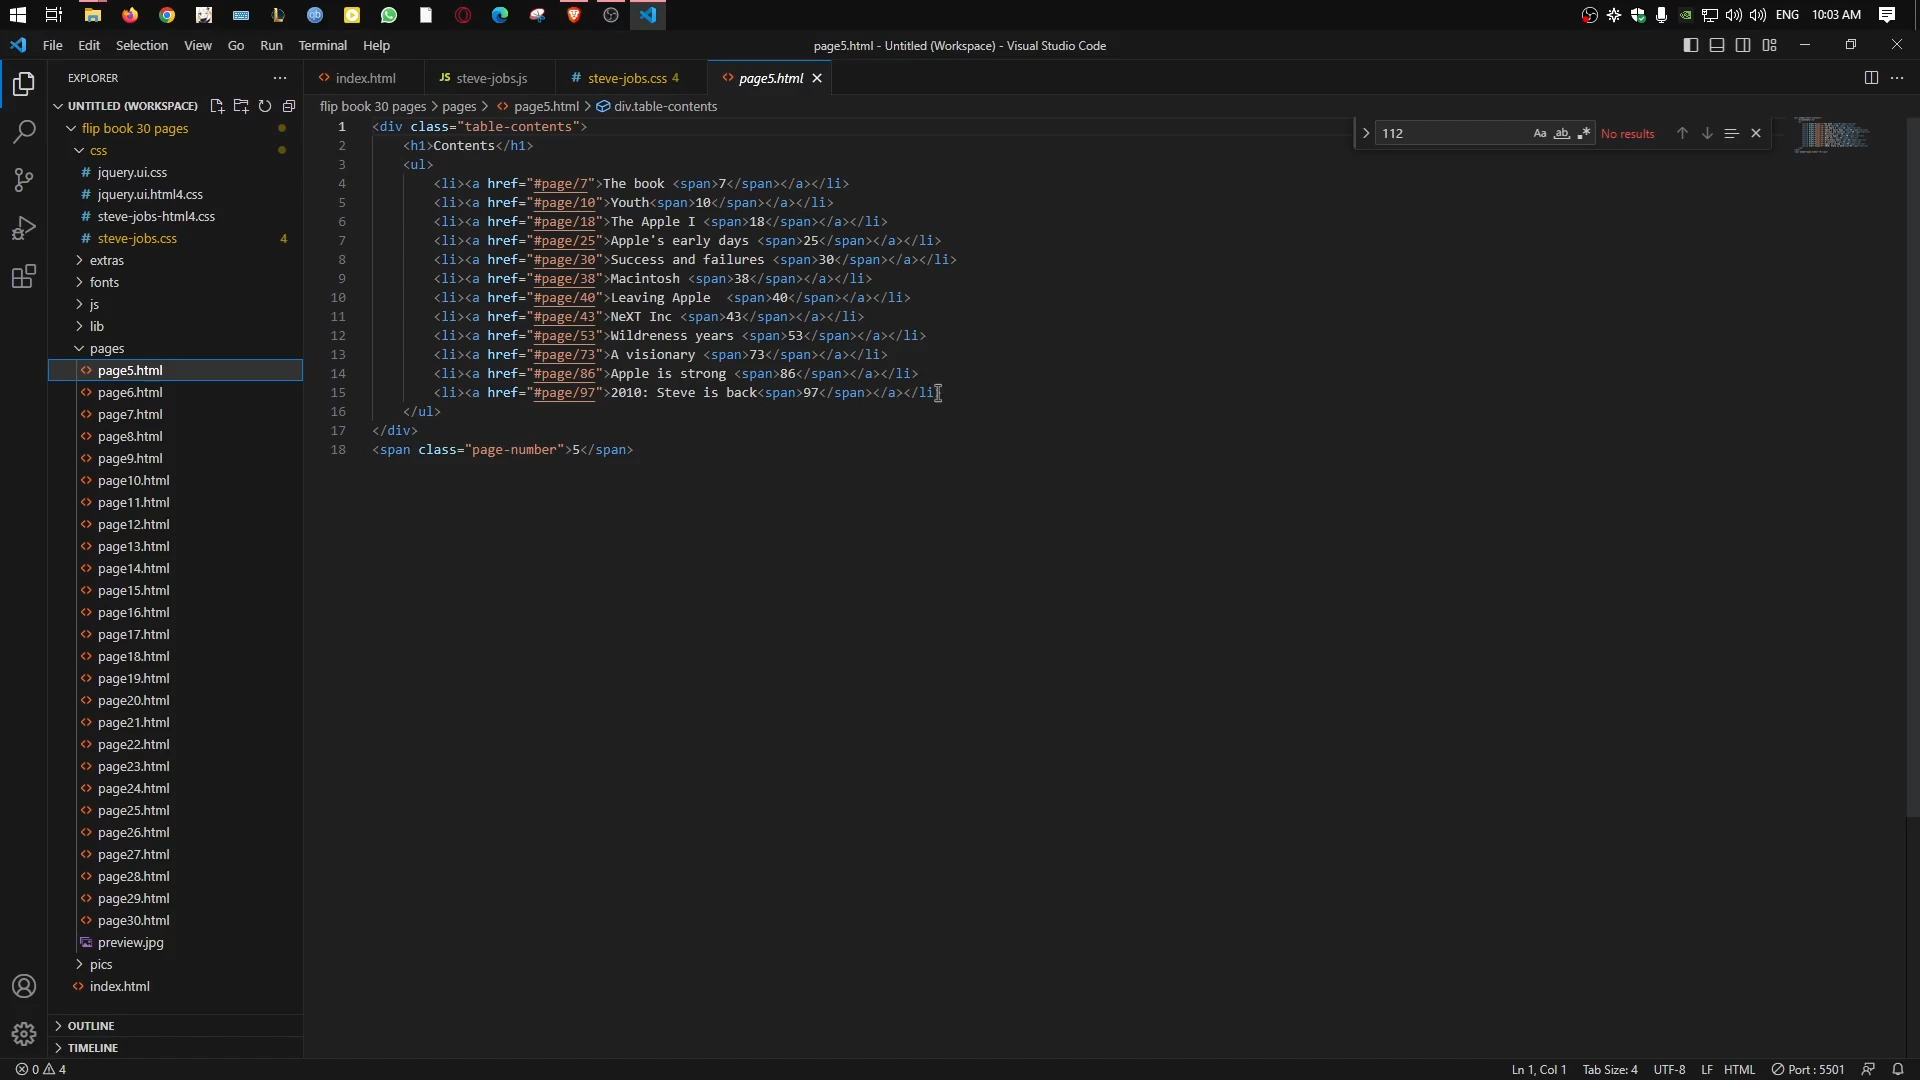 ENG 10:03 AM
File Edit Selection View Go Run Terminal Help
page5.html - Untitled (Workspace) - Visual Studio Code
EXPLORER
UNTITLED (WORKSPACE)
flip book 30 pages
css
# jquery.ui.css
# jquery.ui.html4.css
# steve-jobs-html4.css
# steve-jobs.css 4
extras
fonts
js
lib
pages
page5.html
page6.html
page7.html
page8.html
page9.html
page10.html
page11.html
page12.html
page13.html
page14.html
page15.html
page16.html
page17.html
page18.html
page19.html
page20.html
page21.html
page22.html
page23.html
page24.html
page25.html
page26.html
page27.html
page28.html
page29.html
page30.html
preview.jpg
pics
index.html
OUTLINE
TIMELINE
index.html JS steve-jobs.js # steve-jobs.css 4 page5.html
flip book 30 pages > pages > page5.html > div.table-contents
112 Aa ab No results
1 <div class="table-contents">
2 <h1>Contents</h1>
3 <ul>
4 <li><a href="#page/7">The book <span>7</span></a></li>
5 <li><a href="#page/10">Youth<span>10</span></a></li>
6 <li><a href="#page/18">The Apple I <span>18</span></a></li>
7 <li><a href="#page/25">Apple's early days <span>25</span></a></li>
8 <li><a href="#page/30">Success and failures <span>30</span></a></li>
9 <li><a href="#page/38">Macintosh <span>38</span></a></li>
10 <li><a href="#page/40">Leaving Apple  <span>40</span></a></li>
11 <li><a href="#page/43">NeXT Inc <span>43</span></a></li>
12 <li><a href="#page/53">Wildreness years <span>53</span></a></li>
13 <li><a href="#page/73">A visionary <span>73</span></a></li>
14 <li><a href="#page/86">Apple is strong <span>86</span></a></li>
15 <li><a href="#page/97">2010: Steve is back<span>97</span></a></li>
16 </ul>
17 </div>
18 <span class="page-number">5</span>
0 4
Ln 1, Col 1 Tab Size: 4 UTF-8 LF HTML Port : 5501